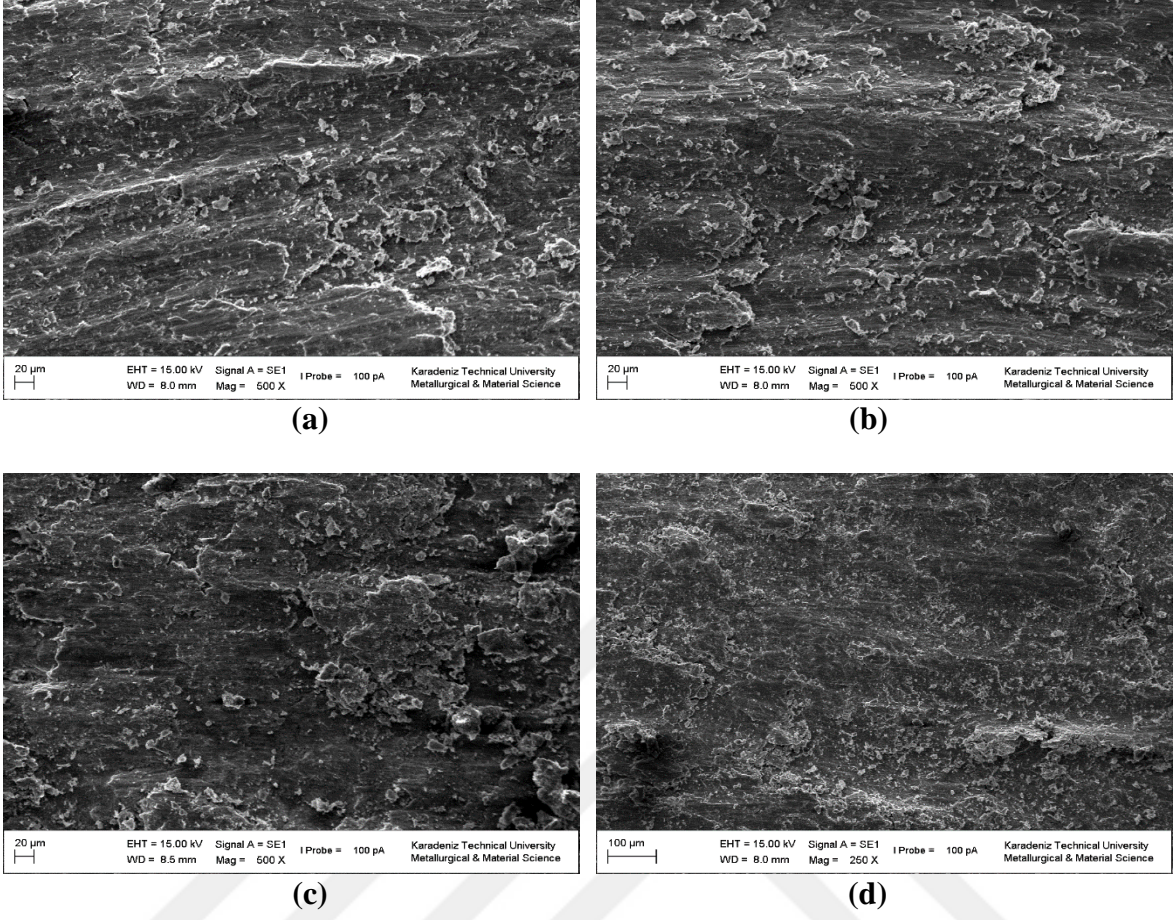 20 µm EHT = 15.00 kV Signal A = SE1 I Probe = 100 pA Karadeniz Technical University
WD = 8.0 mm Mag = 500 X Metallurgical & Material Science
(a)
20 µm EHT = 15.00 kV Signal A = SE1 I Probe = 100 pA Karadeniz Technical University
WD = 8.0 mm Mag = 500 X Metallurgical & Material Science
(b)
20 µm EHT = 15.00 kV Signal A = SE1 I Probe = 100 pA Karadeniz Technical University
WD = 8.5 mm Mag = 500 X Metallurgical & Material Science
(c)
100 µm EHT = 15.00 kV Signal A = SE1 I Probe = 100 pA Karadeniz Technical University
WD = 8.0 mm Mag = 250 X Metallurgical & Material Science
(d)